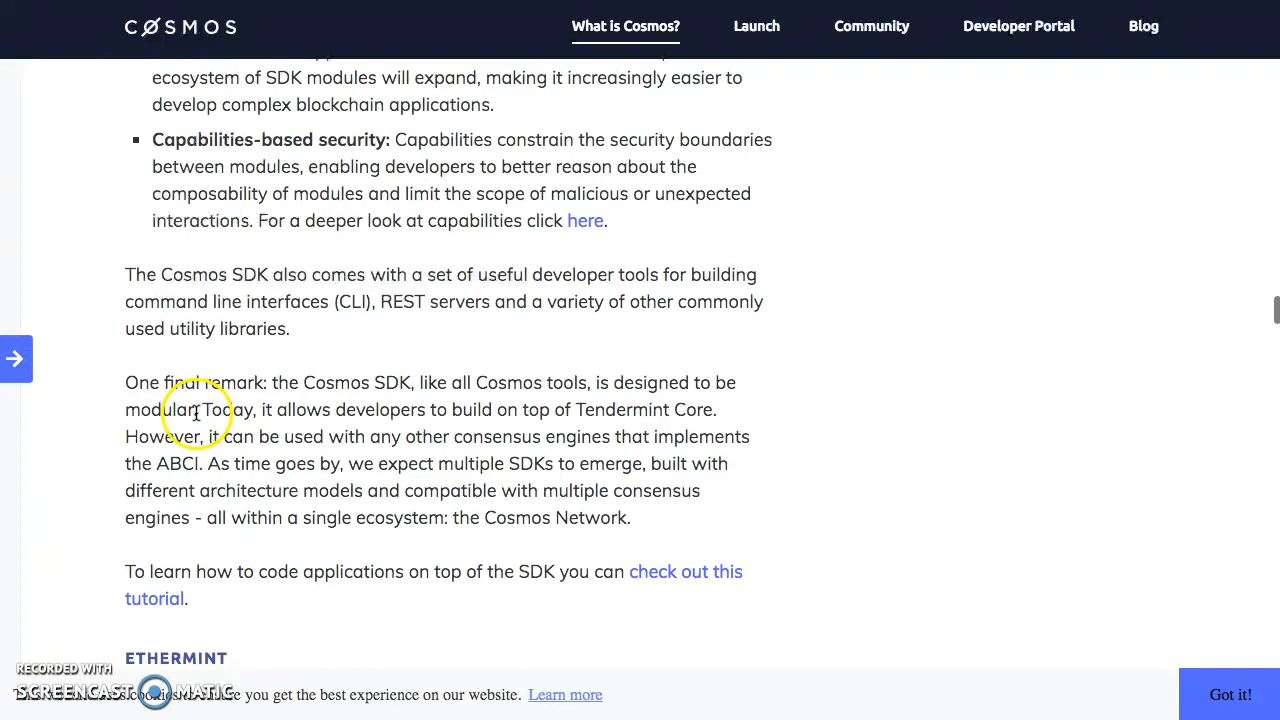 COSMOS
What is Cosmos?
Launch
Community
Developer Portal
Blog
ecosystem of SDK modules will expand, making it increasingly easier to
develop complex blockchain applications.
Capabilities-based security: Capabilities constrain the security boundaries
between modules, enabling developers to better reason about the
composability of modules and limit the scope of malicious or unexpected
interactions. For a deeper look at capabilities click here.
The Cosmos SDK also comes with a set of useful developer tools for building
command line interfaces (CLI), REST servers and a variety of other commonly
used utility libraries.
One final remark: the Cosmos SDK, like all Cosmos tools, is designed to be
modular. Today, it allows developers to build on top of Tendermint Core.
However, it can be used with any other consensus engines that implements
the ABCI. As time goes by, we expect multiple SDKs to emerge, built with
different architecture models and compatible with multiple consensus
engines - all within a single ecosystem: the Cosmos Network.
To learn how to code applications on top of the SDK you can check out this
tutorial.
ETHERMINT
RECORDED WITH
SCREENCAST MATIC
you get the best experience on our website. Learn more
Got it!